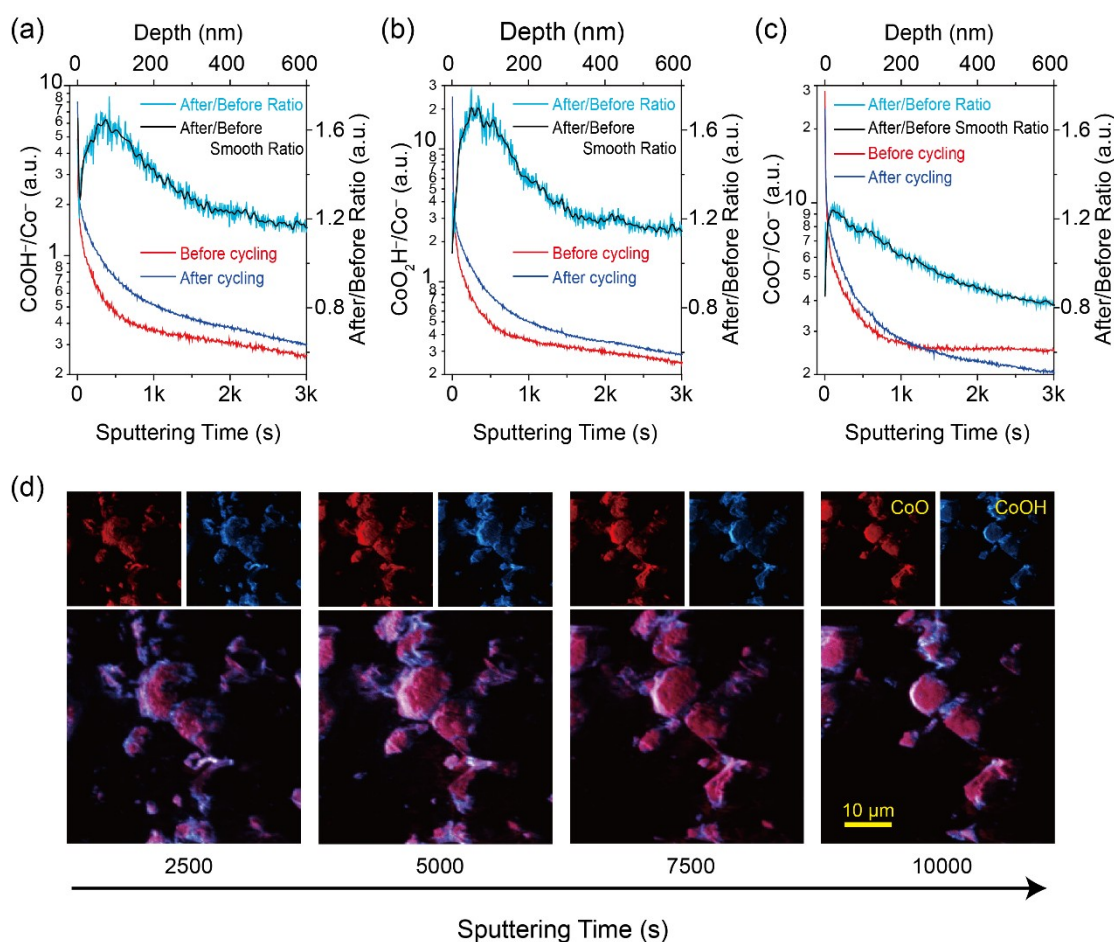 (a)
Depth (nm)
0 200 400 600
CoOH⁻/Co⁻ (a.u.)
10
8
7
6
5
4
3
2
1
8
7
6
5
4
3
2
After/Before Ratio
After/Before
Smooth Ratio
Before cycling
After cycling
1.6
1.2
0.8
After/Before Ratio (a.u.)
0 1k 2k 3k
Sputtering Time (s)
(b)
Depth (nm)
0 200 400 600
CoO₂H⁻/Co⁻ (a.u.)
3
2
10
8
7
6
5
4
3
2
1
8
7
6
5
4
3
2
After/Before Ratio
After/Before
Smooth Ratio
Before cycling
After cycling
1.6
1.2
0.8
After/Before Ratio (a.u.)
0 1k 2k 3k
Sputtering Time (s)
(c)
Depth (nm)
0 200 400 600
CoO⁻/Co⁻ (a.u.)
3
2
10
9
8
7
6
5
4
3
2
After/Before Ratio
After/Before Smooth Ratio
Before cycling
After cycling
1.6
1.2
0.8
After/Before Ratio (a.u.)
0 1k 2k 3k
Sputtering Time (s)
(d)
CoO CoOH
10 μm
2500 5000 7500 10000
Sputtering Time (s)